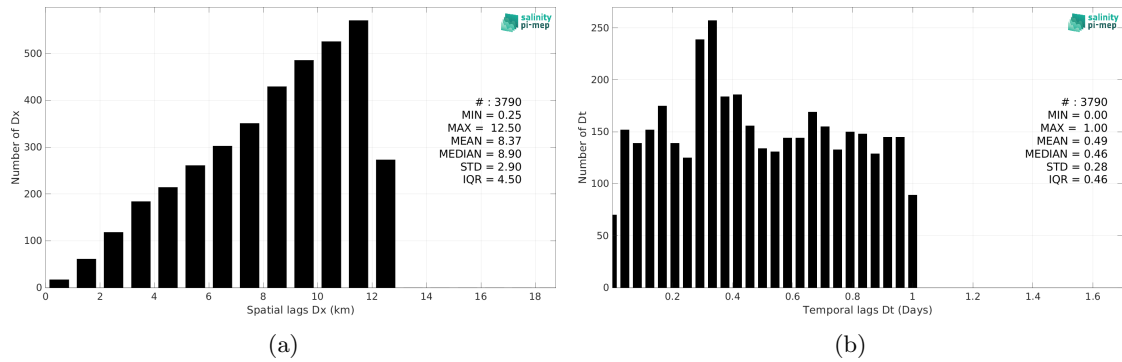 salinity
pi-mep
500
400
300
200
100
0
Number of Dx
# : 3790
MIN = 0.25
MAX = 12.50
MEAN = 8.37
MEDIAN = 8.90
STD = 2.90
IQR = 4.50
0 2 4 6 8 10 12 14 16 18
Spatial lags Dx (km)
(a)
salinity
pi-mep
250
200
150
100
50
0
Number of Dt
# : 3790
MIN = 0.00
MAX = 1.00
MEAN = 0.49
MEDIAN = 0.46
STD = 0.28
IQR = 0.46
0.2 0.4 0.6 0.8 1 1.2 1.4 1.6
Temporal lags Dt (Days)
(b)